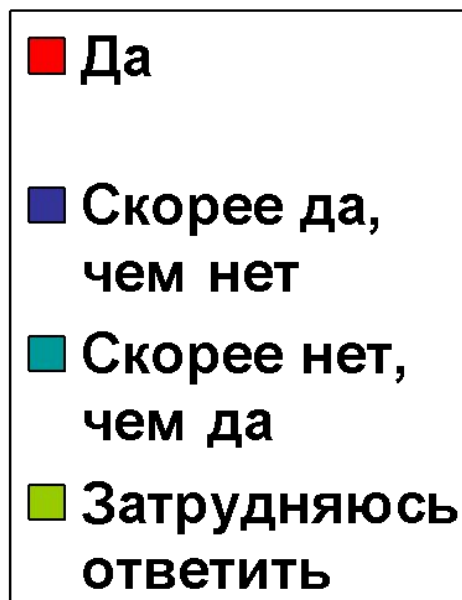 Да
Скорее да,
чем нет
Скорее нет,
чем да
Затрудняюсь
ответить